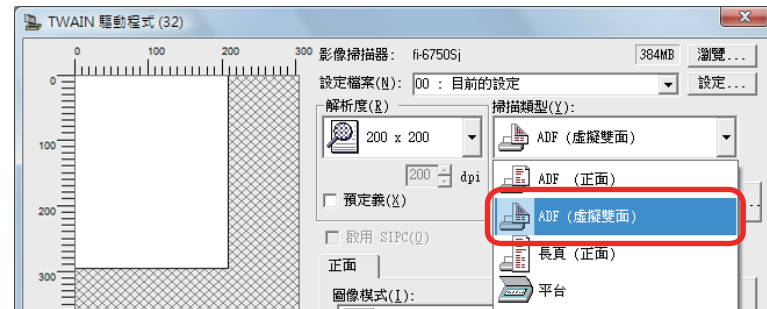 TWAIN 驅動程式 (32)
0 100 200 300
影像掃描器: fi-6750Sj 384MB 瀏覽...
設定檔案(N): 00 : 目前的設定 設定...
解析度(R) 掃描類型(Y):
0
200 x 200 ADF (虛擬雙面)
100
200 dpi ADF (正面)
預定義(X)
200 ADF (虛擬雙面)
啟用 SIPC(Q)
長頁 (正面)
正面
300 平台
圖像模式(I):